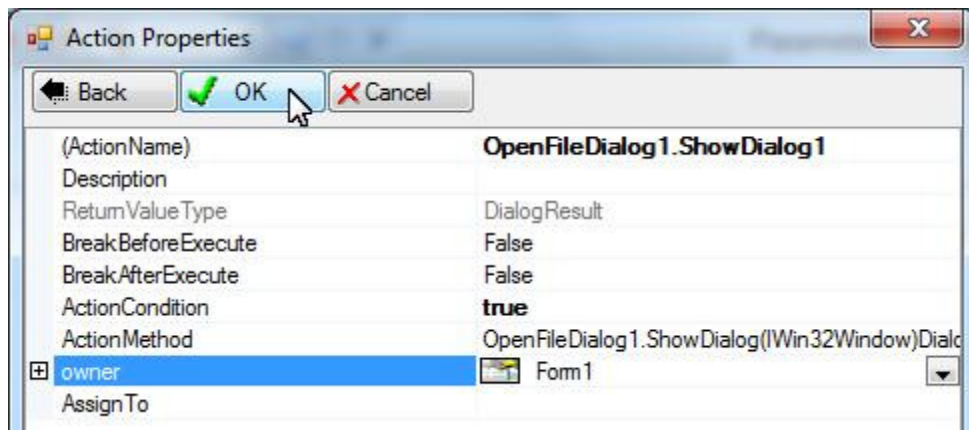 Action Properties
Back OK Cancel
(ActionName) OpenFileDialog1.ShowDialog1
Description
ReturnValueType DialogResult
BreakBeforeExecute False
BreakAfterExecute False
ActionCondition true
ActionMethod OpenFileDialog1.ShowDialog(IWin32Window)Dialo
owner Form1
AssignTo